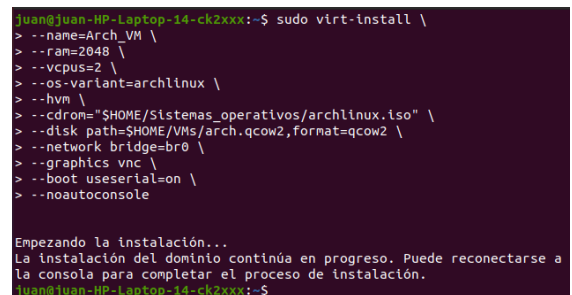 juan@juan-HP-Laptop-14-ck2xxx:~$ sudo virt-install \
> --name=Arch_VM \
> --ram=2048 \
> --vcpus=2 \
> --os-variant=archlinux \
> --hvm \
> --cdrom="$HOME/Sistemas_operativos/archlinux.iso" \
> --disk path=$HOME/VMs/arch.qcow2,format=qcow2 \
> --network bridge=br0 \
> --graphics vnc \
> --boot useserial=on \
> --noautoconsole
Empezando la instalación...
La instalación del dominio continúa en progreso. Puede reconectarse a
la consola para completar el proceso de instalación.
juan@juan-HP-Laptop-14-ck2xxx:~$